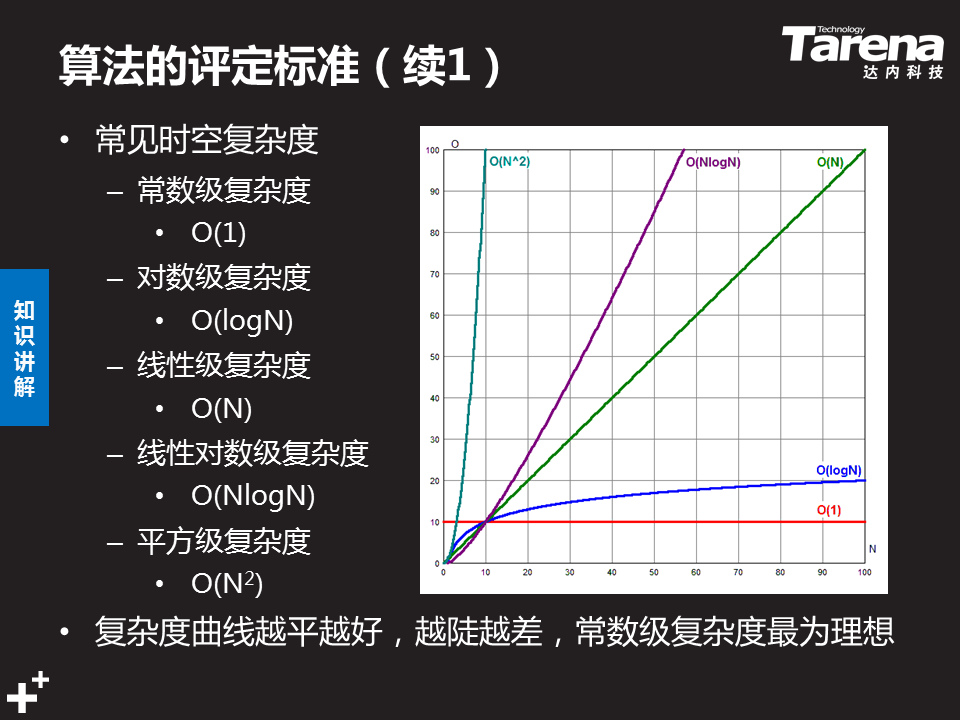 算法的评定标准（续1）
Technology
Tarena
达内科技
• 常见时空复杂度
– 常数级复杂度
• O(1)
– 对数级复杂度
• O(logN)
– 线性级复杂度
• O(N)
– 线性对数级复杂度
• O(NlogN)
– 平方级复杂度
• O(N²)
• 复杂度曲线越平越好，越陡越差，常数级复杂度最为理想
知识讲解
O
100
90
80
70
60
50
40
30
20
10
0
O(N^2)
O(NlogN)
O(N)
O(logN)
O(1)
N
0 10 20 30 40 50 60 70 80 90 100